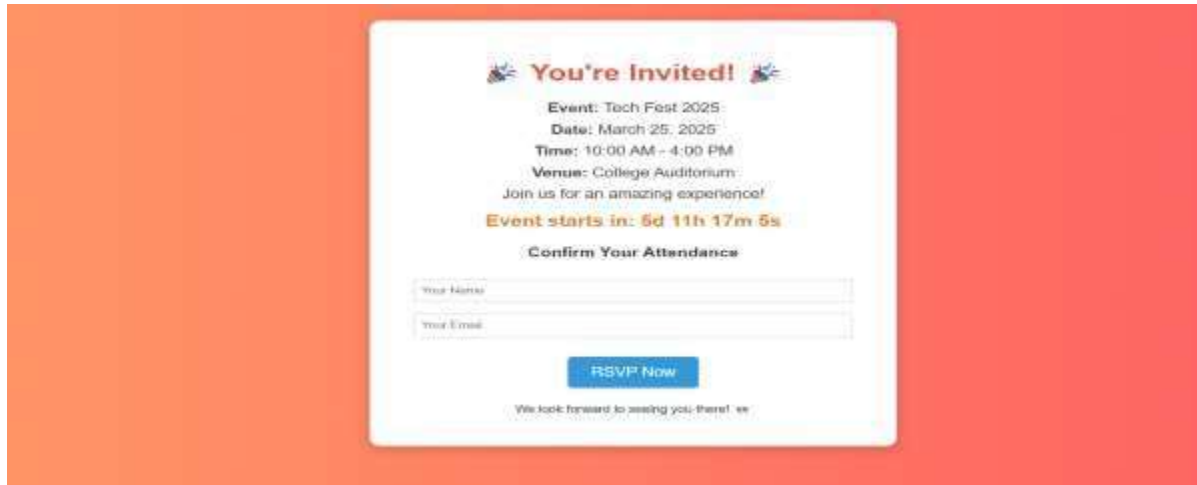 🎉 You're Invited! 🎉
Event: Tech Fest 2025
Date: March 25, 2025
Time: 10:00 AM - 4:00 PM
Venue: College Auditorium
Join us for an amazing experience!
Event starts in: 5d 11h 17m 5s
Confirm Your Attendance
Your Name
Your Email
RSVP Now
We look forward to seeing you there!